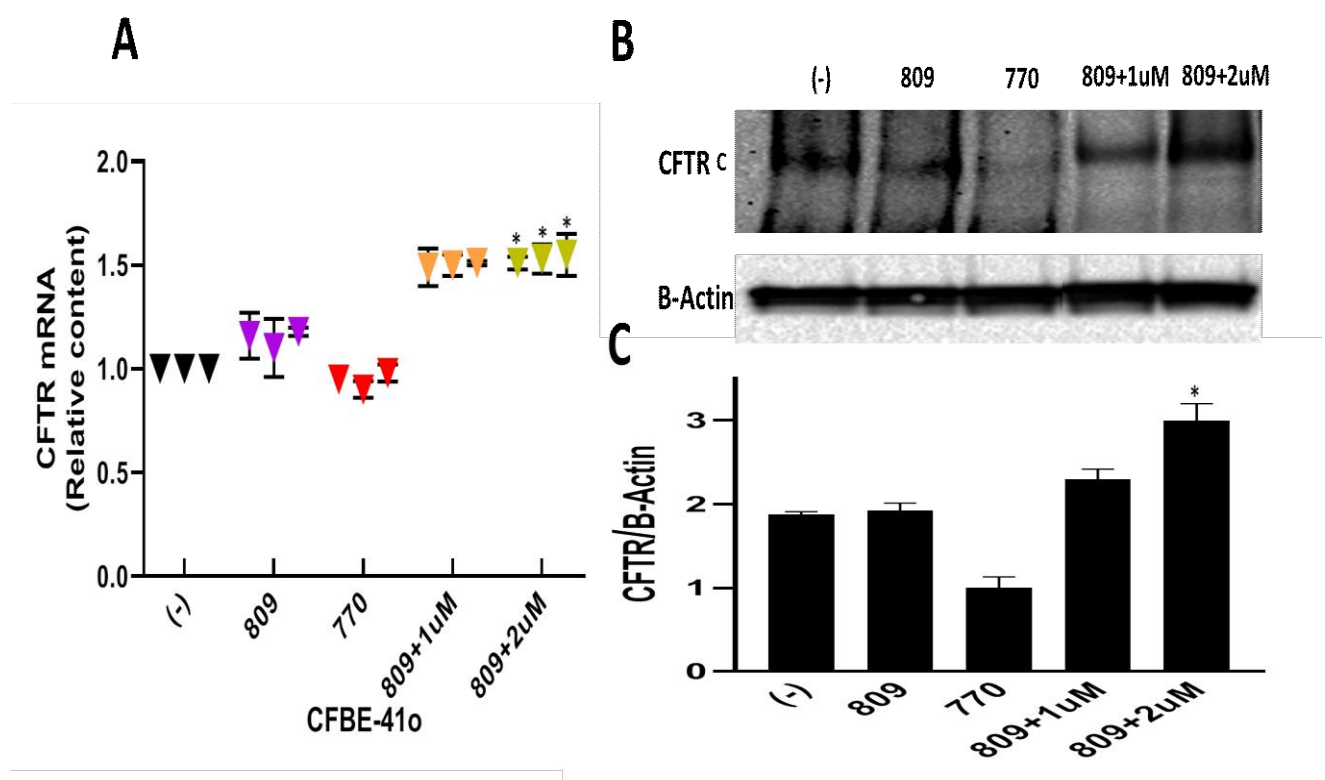 A
CFTR mRNA
(Relative content)
2.0
1.5
1.0
0.5
0.0
* * *
(-) 809 770 809+1uM 809+2uM
CFBE-41o
B
(-) 809 770 809+1uM 809+2uM
CFTR C
B-Actin
C
CFTR/B-Actin
3
2
1
0
*
(-) 809 770 809+1uM 809+2uM